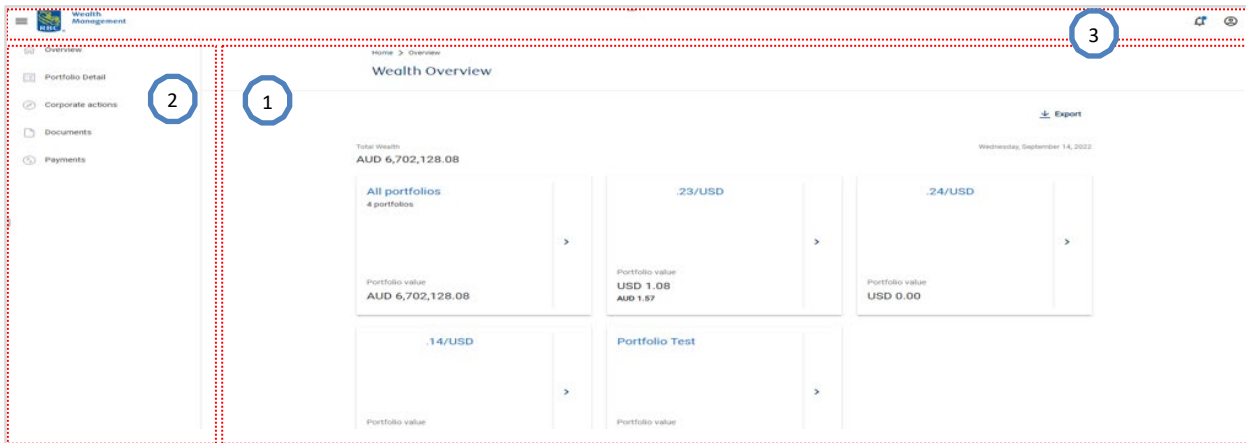 Wealth
Management
RBC
3
Overview
Portfolio Detail
Corporate actions
Documents
Payments
2
1
Home > Overview
Wealth Overview
Export
Total Wealth
Wednesday, September 14, 2022
AUD 6,702,128.08
All portfolios
4 portfolios
Portfolio value
AUD 6,702,128.08
.23/USD
Portfolio value
USD 1.08
AUD 1.57
.24/USD
Portfolio value
USD 0.00
.14/USD
Portfolio value
Portfolio Test
Portfolio value